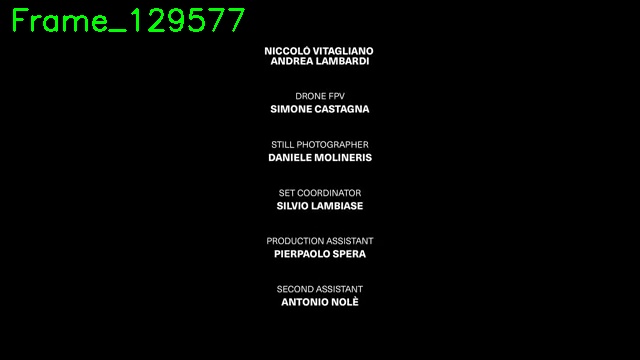 Frame_129577
NICCOLÒ VITAGLIANO
ANDREA LAMBARDI
DRONE FPV
SIMONE CASTAGNA
STILL PHOTOGRAPHER
DANIELE MOLINERIS
SET COORDINATOR
SILVIO LAMBIASE
PRODUCTION ASSISTANT
PIERPAOLO SPERA
SECOND ASSISTANT
ANTONIO NOLÈ